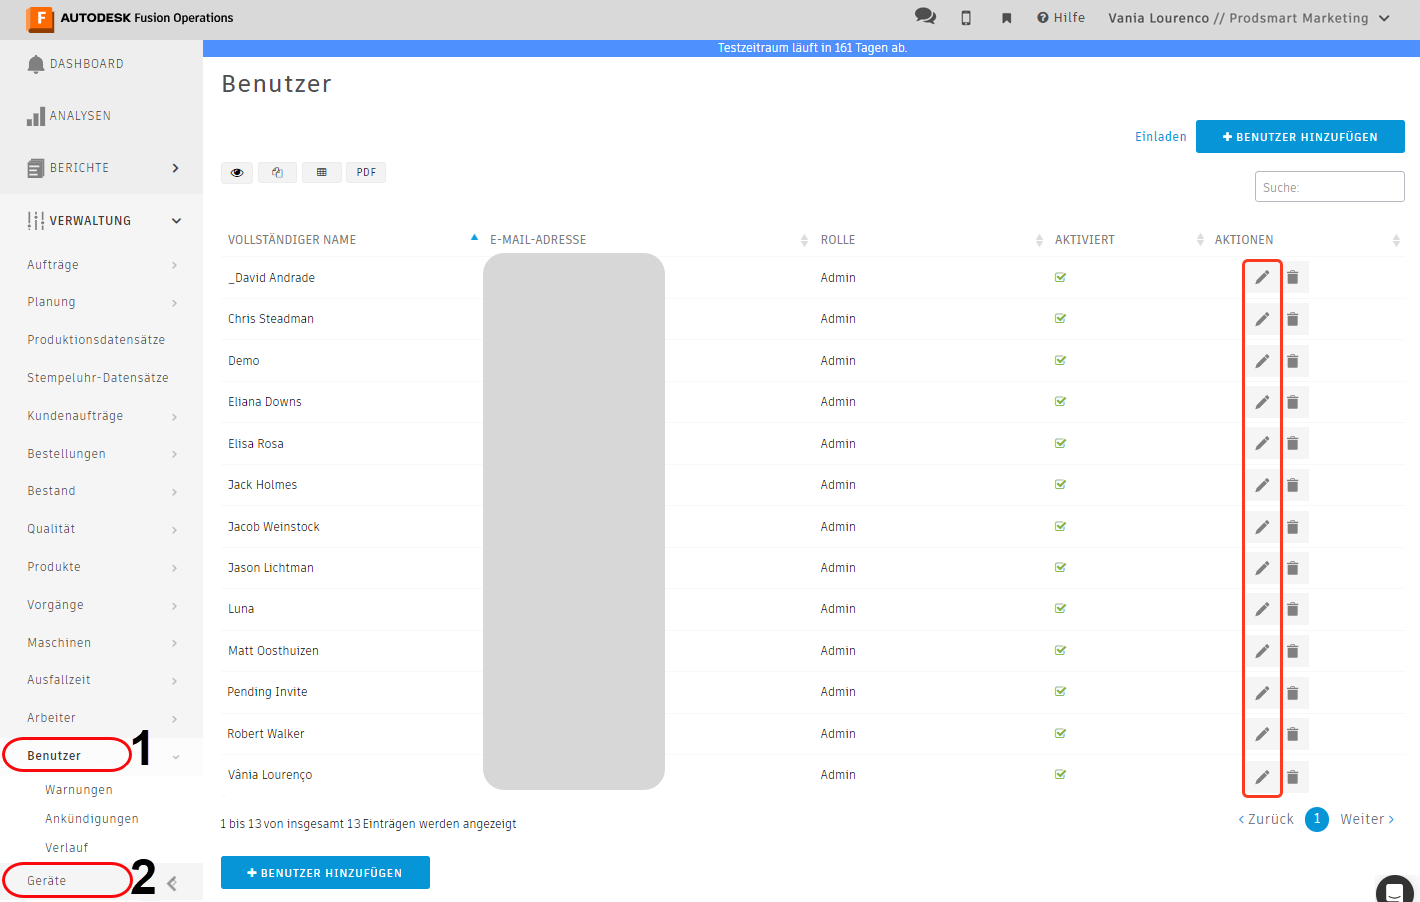 AUTODESK Fusion Operations
Hilfe
Vania Lourenco // Prodsmart Marketing
Testzeitraum läuft in 161 Tagen ab.
DASHBOARD
ANALYSEN
BERICHTE
VERWALTUNG
Aufträge
Planung
Produktionsdatensätze
Stempeluhr-Datensätze
Kundenaufträge
Bestellungen
Bestand
Qualität
Produkte
Vorgänge
Maschinen
Ausfallzeit
Arbeiter
Benutzer 1
Warnungen
Ankündigungen
Verlauf
Geräte 2
Benutzer
Einladen
BENUTZER HINZUFÜGEN
PDF
Suche:
VOLLSTÄNDIGER NAME E-MAIL-ADRESSE ROLLE AKTIVIERT AKTIONEN
_David Andrade Admin
Chris Steadman Admin
Demo Admin
Eliana Downs Admin
Elisa Rosa Admin
Jack Holmes Admin
Jacob Weinstock Admin
Jason Lichtman Admin
Luna Admin
Matt Oosthuizen Admin
Pending Invite Admin
Robert Walker Admin
Vânia Lourenço Admin
1 bis 13 von insgesamt 13 Einträgen werden angezeigt
Zurück 1 Weiter
BENUTZER HINZUFÜGEN